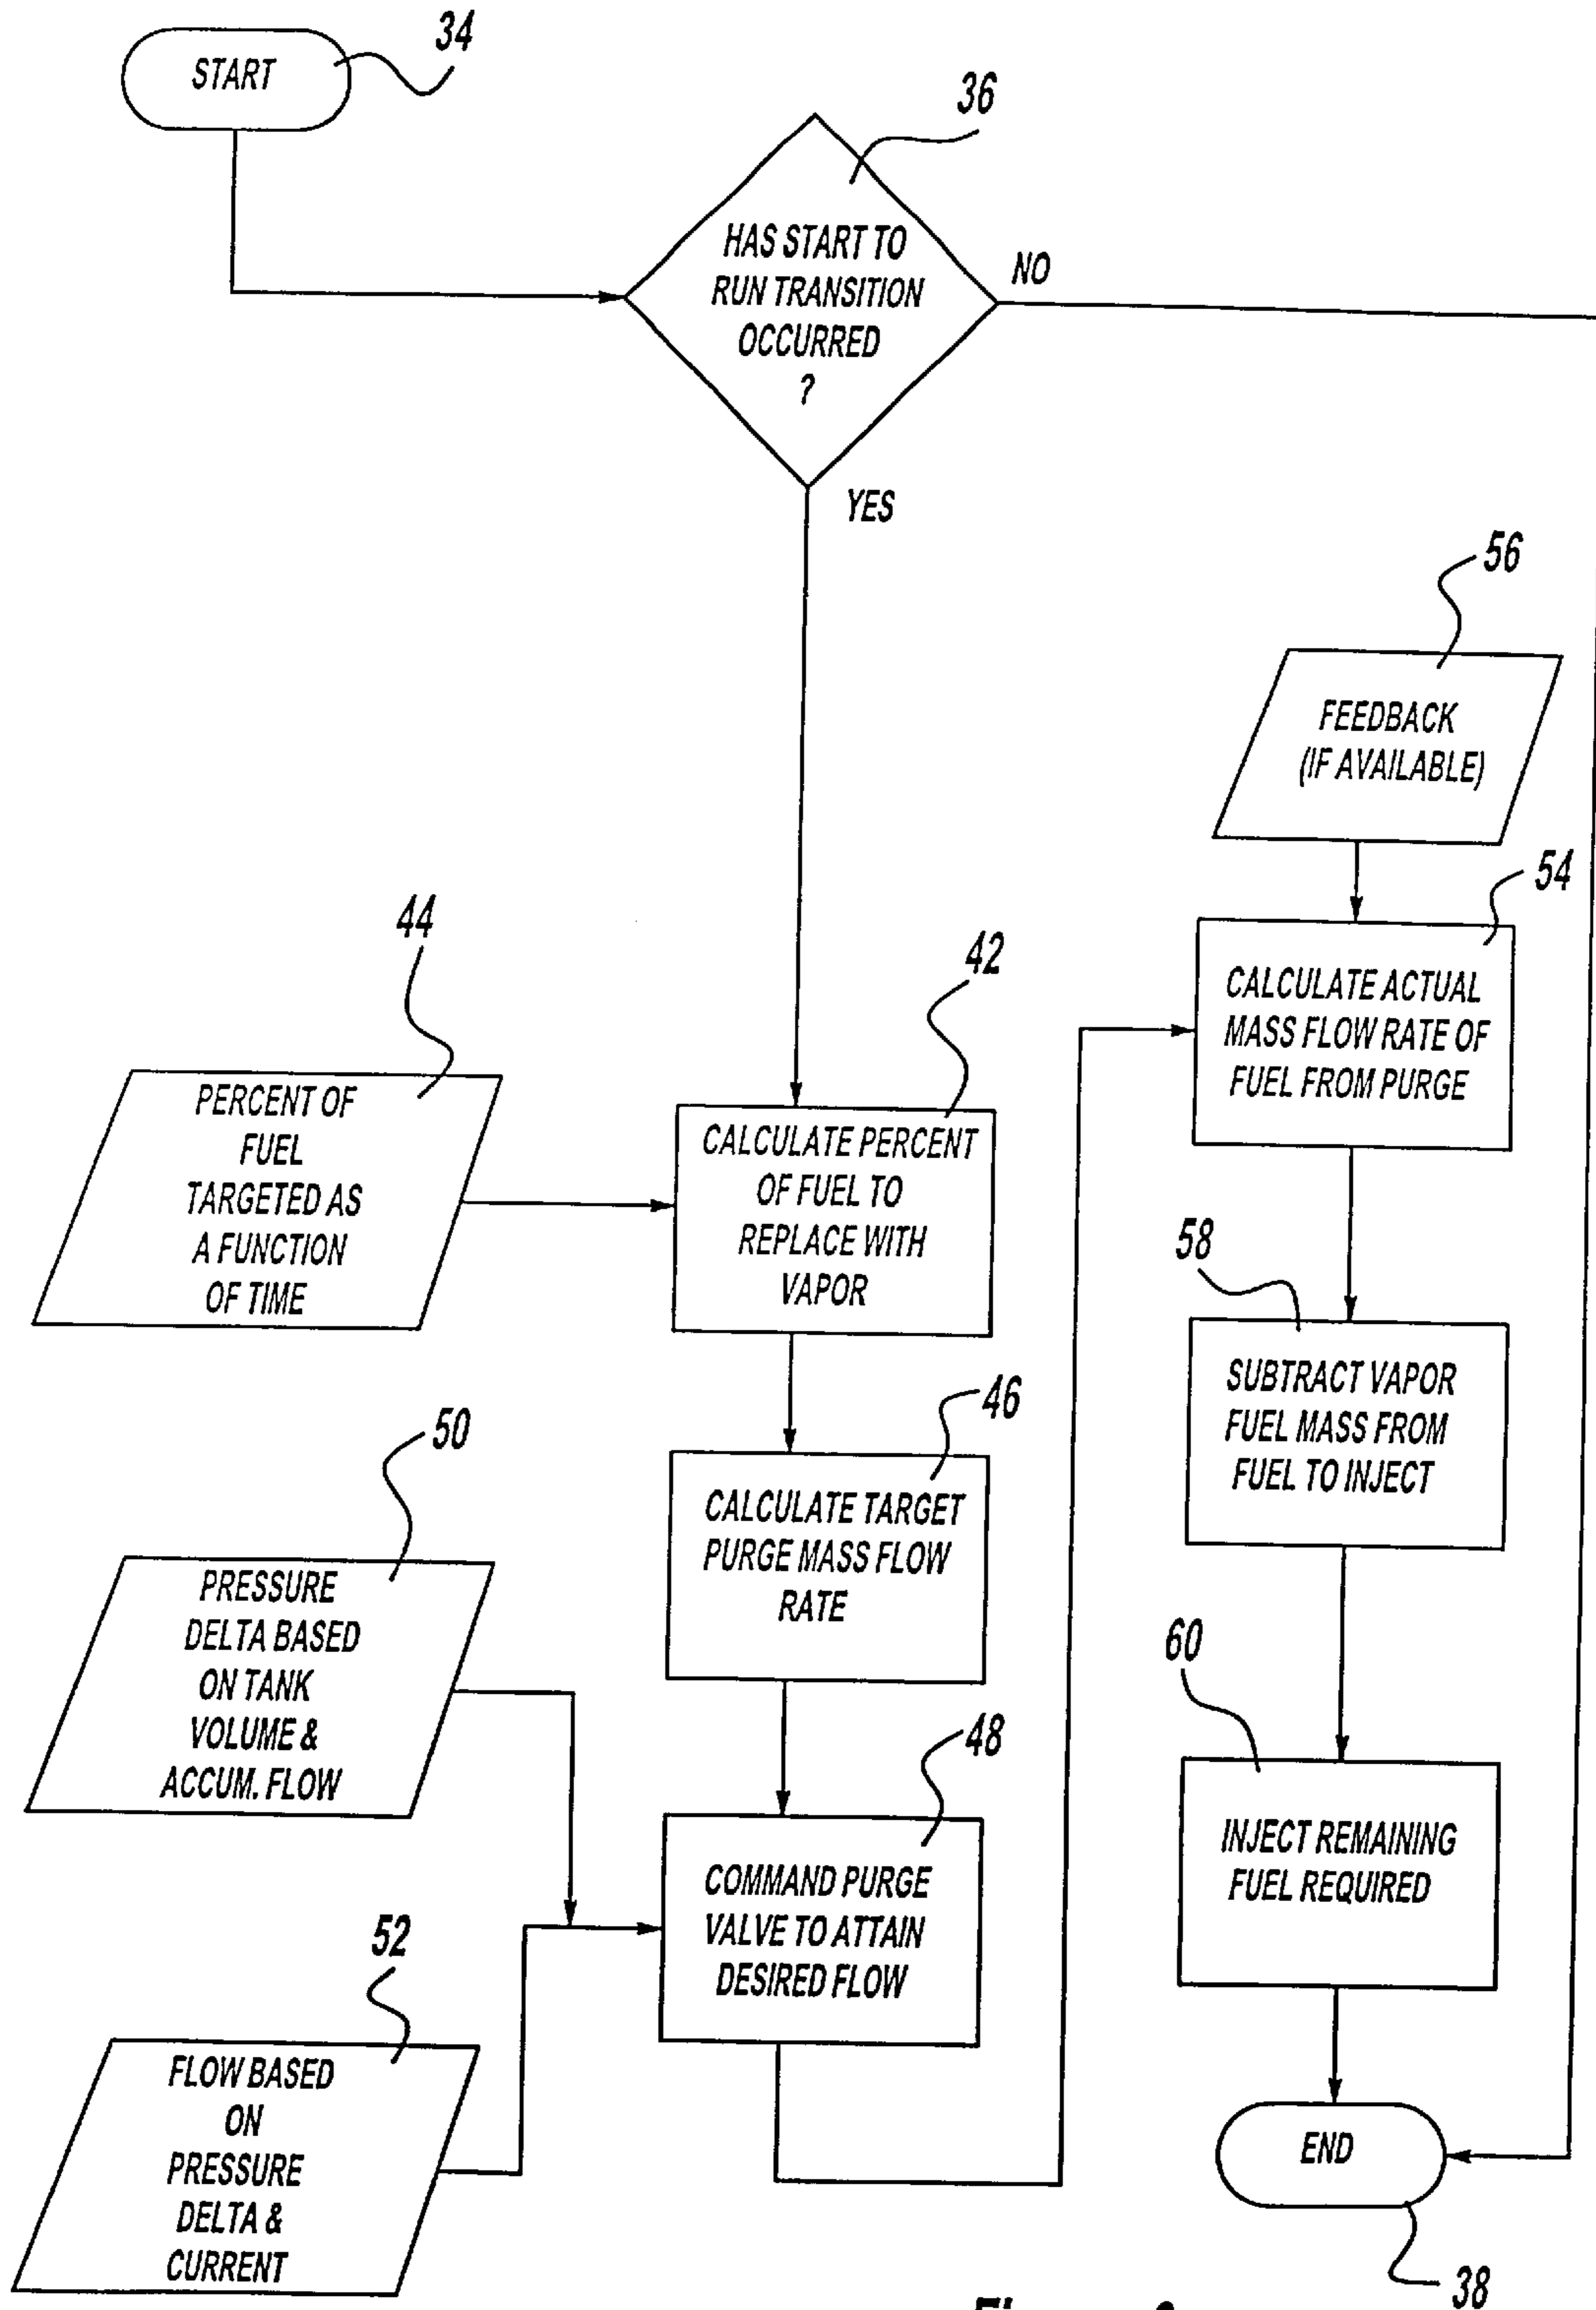 34
START
36
HAS START TO
RUN TRANSITION
OCCURRED
?
NO
YES
56
FEEDBACK
(IF AVAILABLE)
54
CALCULATE ACTUAL
MASS FLOW RATE OF
FUEL FROM PURGE
44
PERCENT OF
FUEL
TARGETED AS
A FUNCTION
OF TIME
42
CALCULATE PERCENT
OF FUEL TO
REPLACE WITH
VAPOR
58
SUBTRACT VAPOR
FUEL MASS FROM
FUEL TO INJECT
46
CALCULATE TARGET
PURGE MASS FLOW
RATE
50
PRESSURE
DELTA BASED
ON TANK
VOLUME &
ACCUM. FLOW
60
INJECT REMAINING
FUEL REQUIRED
48
COMMAND PURGE
VALVE TO ATTAIN
DESIRED FLOW
52
FLOW BASED
ON
PRESSURE
DELTA &
CURRENT
END
38